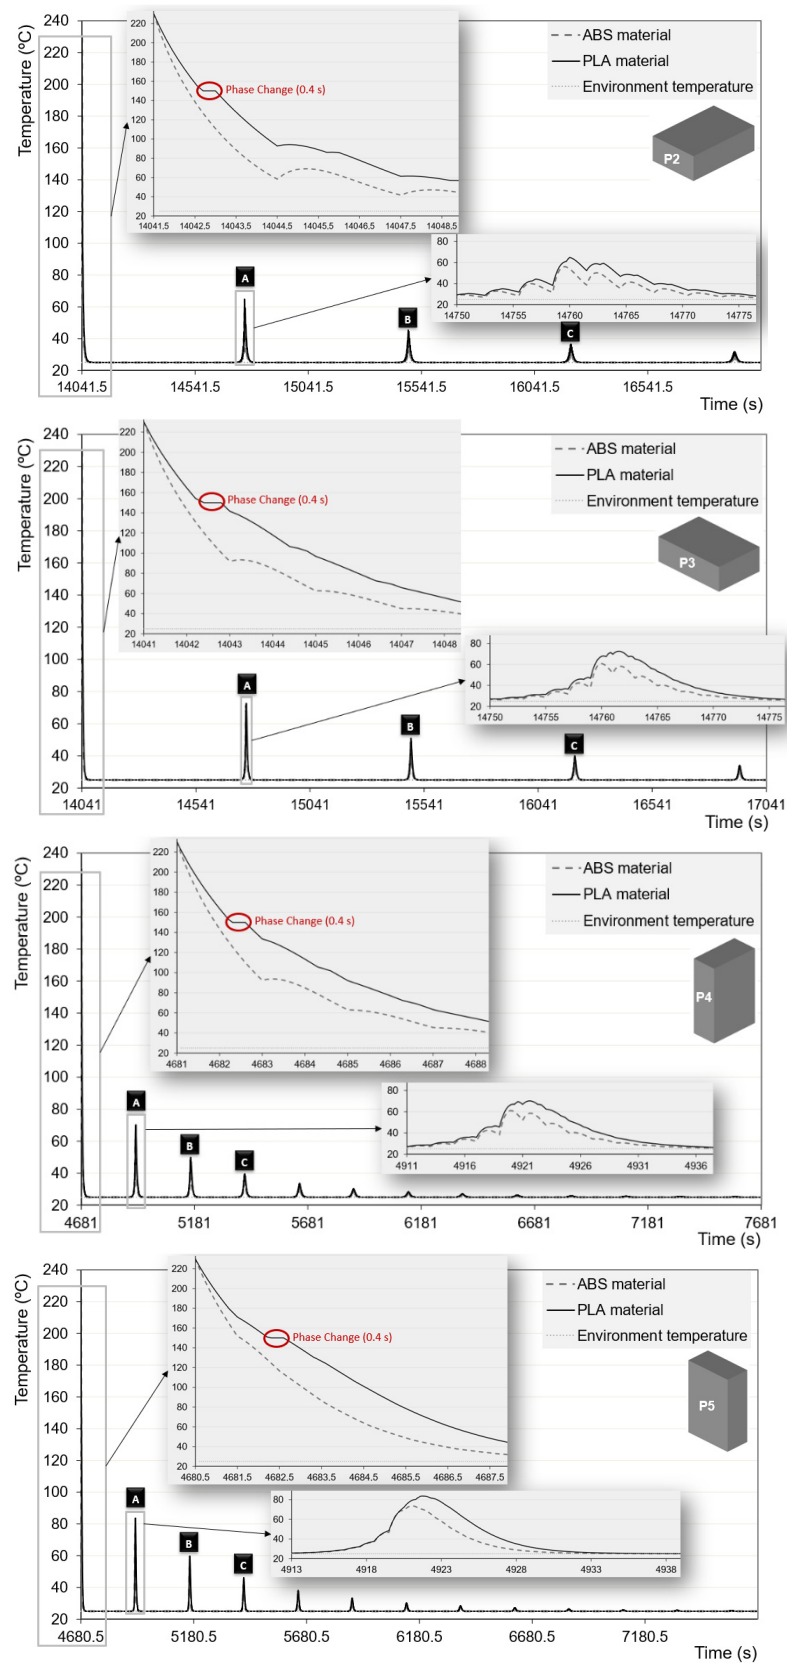 240
220
200
180
160
140
120
100
80
60
40
20
Temperature (ºC)
220
200
180
160
140
120
100
80
60
40
20
Phase Change (0.4 s)
14041.5 14042.5 14043.5 14044.5 14045.5 14046.5 14047.5 14048.5
ABS material
PLA material
Environment temperature
P2
80
60
40
20
14750 14755 14760 14765 14770 14775
A
B
C
14041.5 14541.5 15041.5 15541.5 16041.5 16541.5
Time (s)
240
220
200
180
160
140
120
100
80
60
40
20
Temperature (ºC)
220
200
180
160
140
120
100
80
60
40
20
Phase Change (0.4 s)
14041 14042 14043 14044 14045 14046 14047 14048
ABS material
PLA material
Environment temperature
P3
80
60
40
20
14750 14755 14760 14765 14770 14775
A
B
C
14041 14541 15041 15541 16041 16541 17041
Time (s)
240
220
200
180
160
140
120
100
80
60
40
20
Temperature (ºC)
220
200
180
160
140
120
100
80
60
40
20
Phase Change (0.4 s)
4681 4682 4683 4684 4685 4686 4687 4688
ABS material
PLA material
Environment temperature
P4
80
60
40
20
4911 4916 4921 4926 4931 4936
A
B
C
4681 5181 5681 6181 6681 7181 7681
Time (s)
240
220
200
180
160
140
120
100
80
60
40
20
Temperature (ºC)
220
200
180
160
140
120
100
80
60
40
20
Phase Change (0.4 s)
4680.5 4681.5 4682.5 4683.5 4684.5 4685.5 4686.5 4687.5
ABS material
PLA material
Environment temperature
P5
80
60
40
20
4913 4918 4923 4928 4933 4938
A
B
C
4680.5 5180.5 5680.5 6180.5 6680.5 7180.5
Time (s)